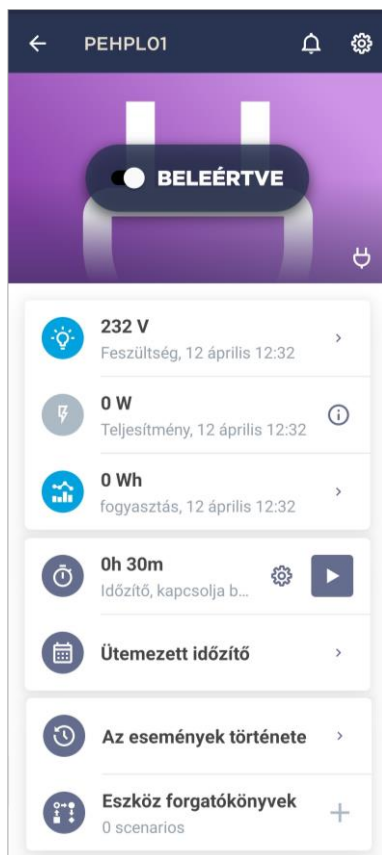 PEHPL01
BELEÉRTVE
232 V
Feszültség, 12 április 12:32
0 W
Teljesítmény, 12 április 12:32
0 Wh
fogyasztás, 12 április 12:32
0h 30m
Időzítő, kapcsolja b...
Ütemezett időzítő
Az események története
Eszköz forgatókönyvek
0 scenarios